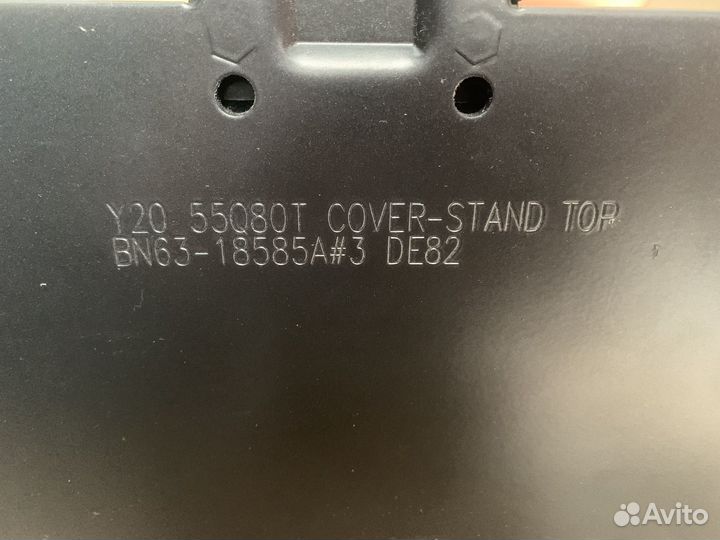 Y20 55Q80T COVER-STAND TOP
BN63-18585A#3 DE82
Avito